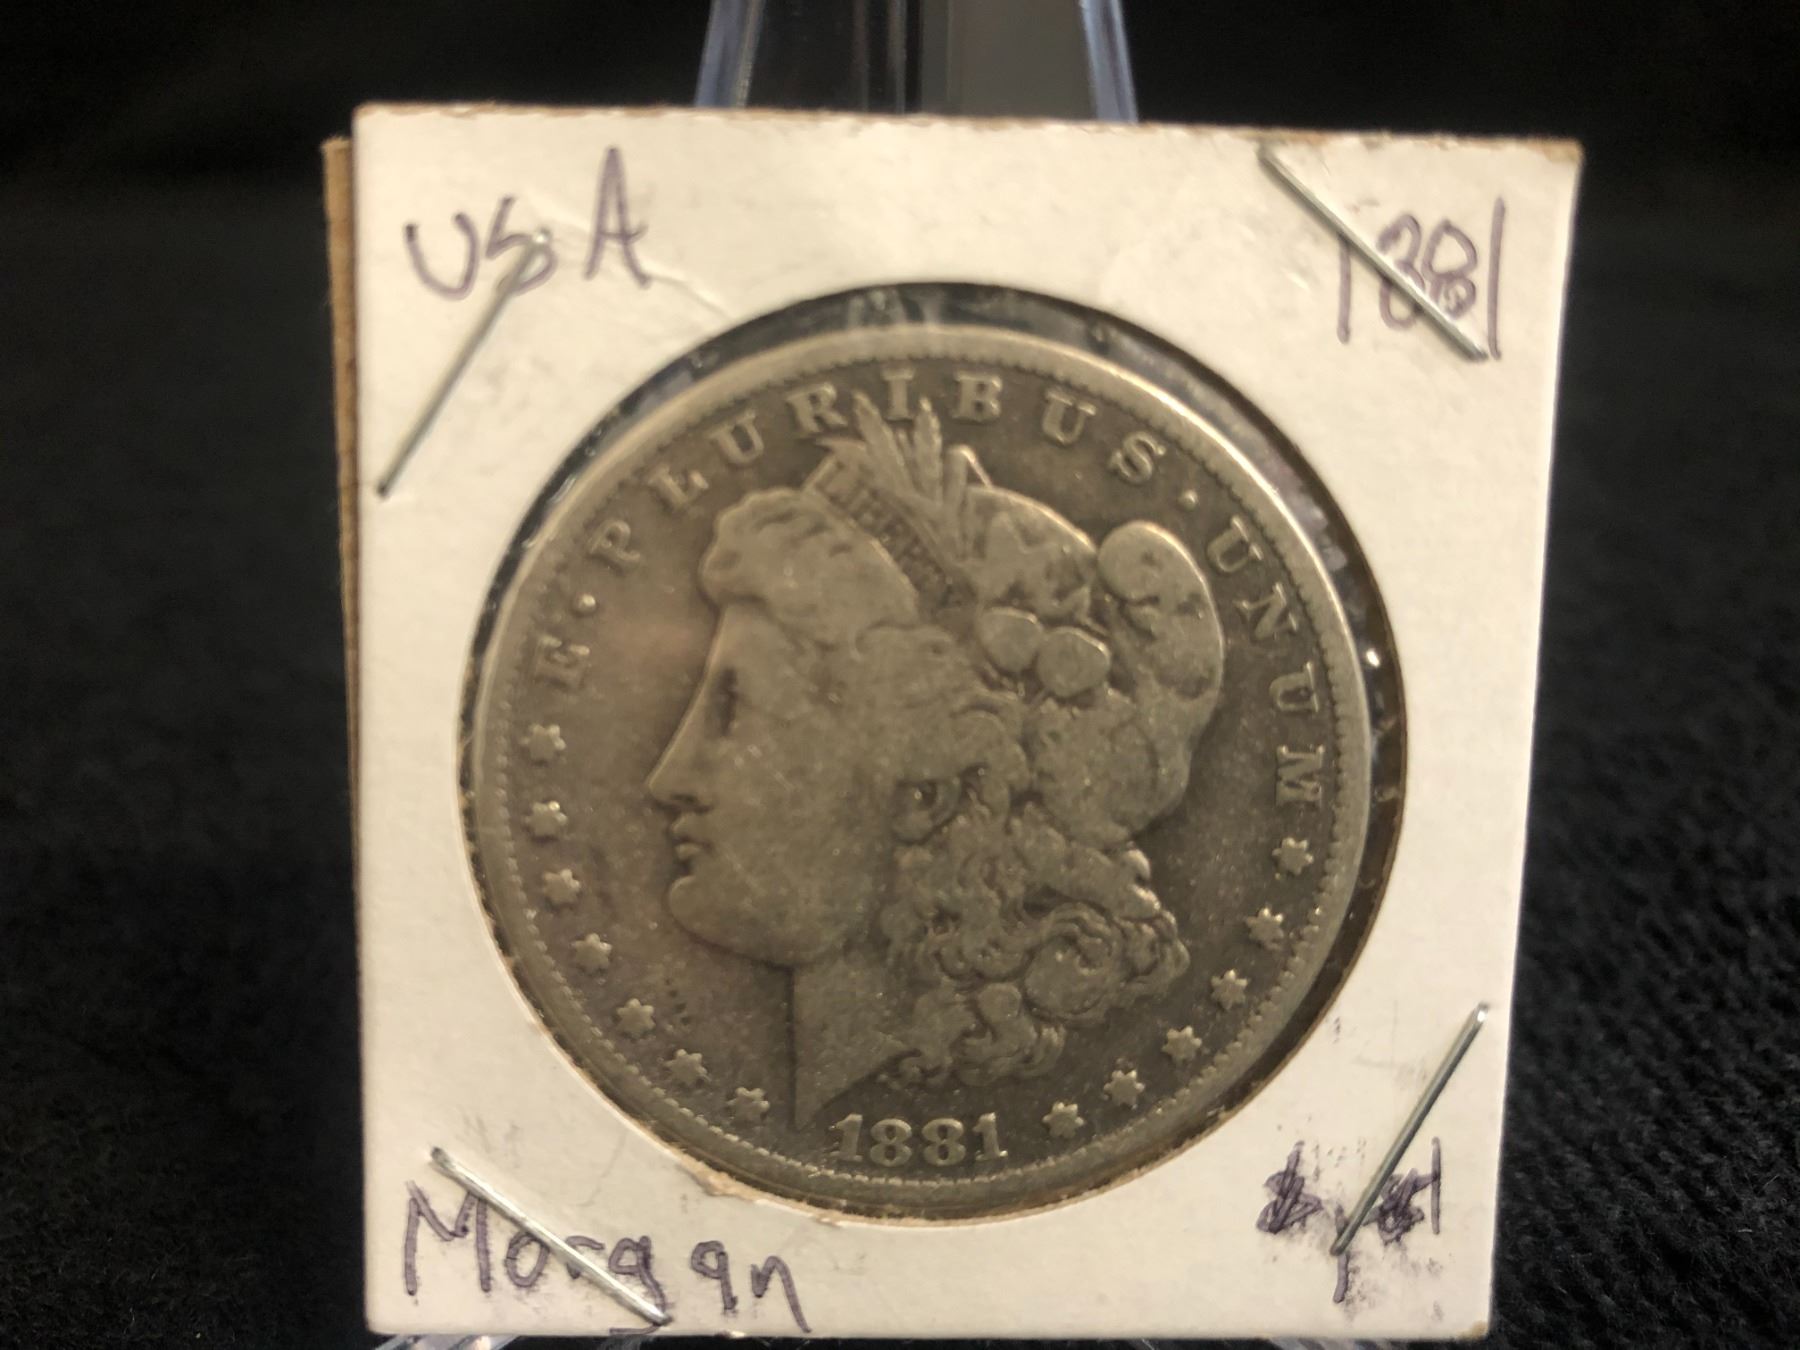 USA
1881
E · PLURIBUS · UNUM
LIBERTY
1881
Morgan